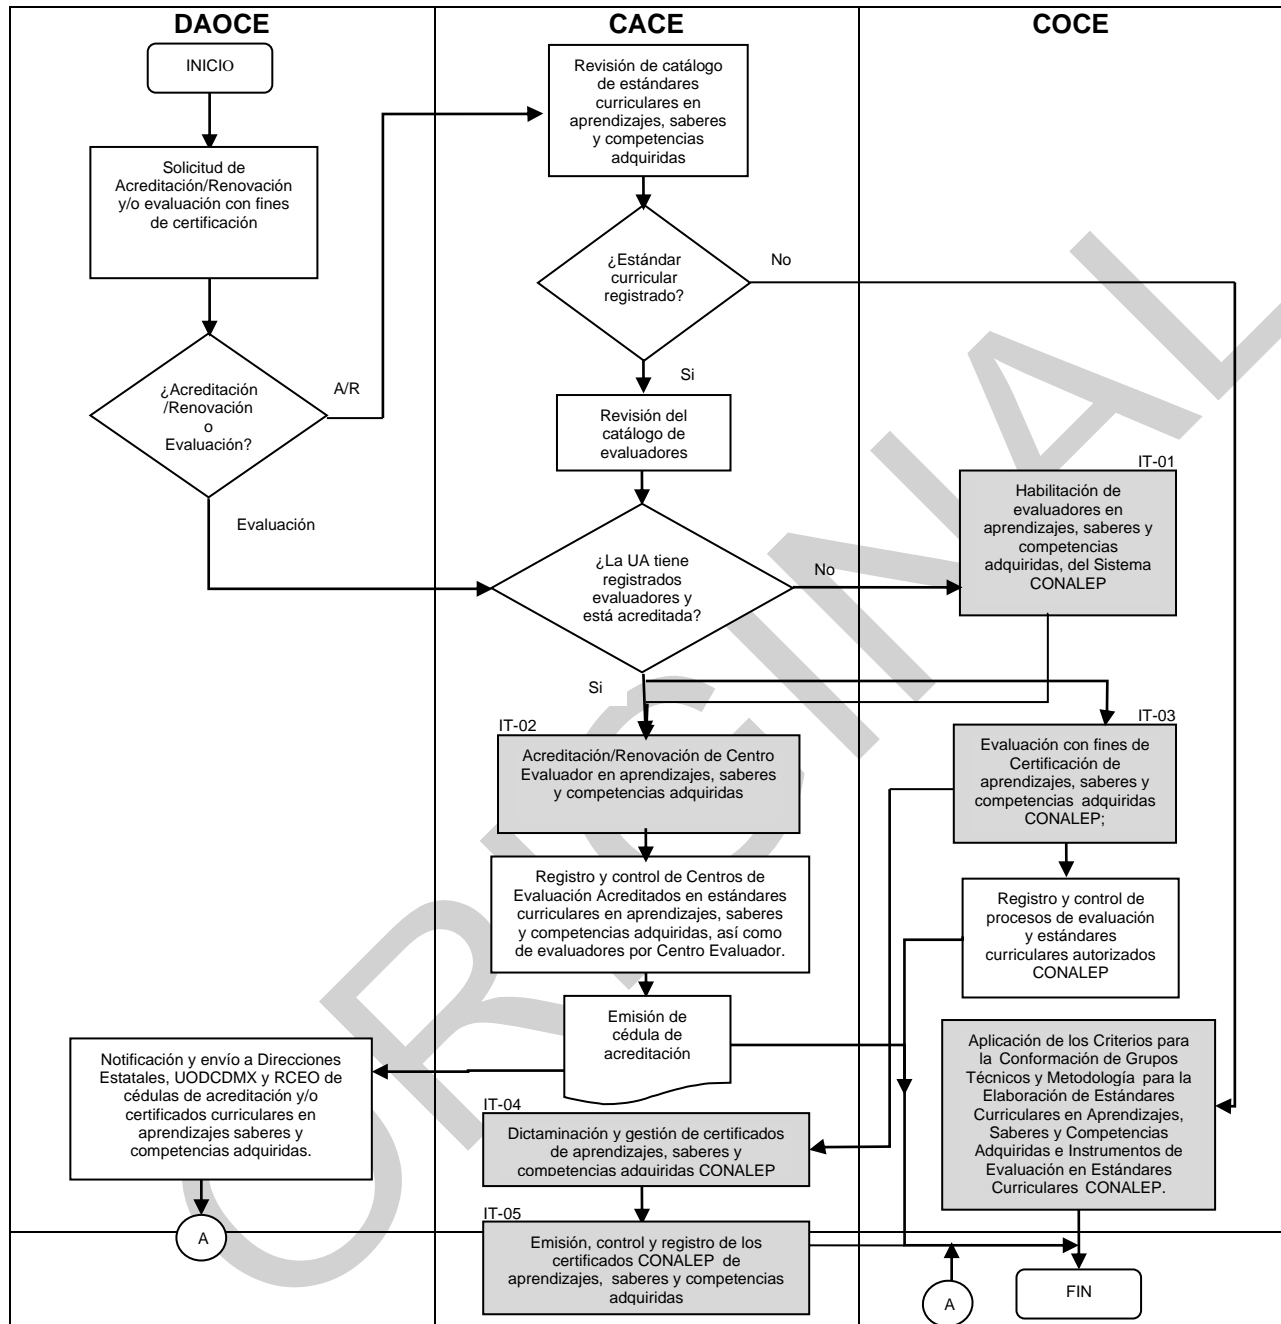 DAOCE
CACE
COCE
INICIO
Solicitud de
Acreditación/Renovación
y/o evaluación con fines
de certificación
¿Acreditación
/Renovación
o
Evaluación?
A/R
Evaluación
Revisión de catálogo
de estándares
curriculares en
aprendizajes, saberes
y competencias
adquiridas
¿Estándar
curricular
registrado?
No
Si
Revisión del
catálogo de
evaluadores
¿La UA tiene
registrados
evaluadores y
está acreditada?
No
Si
IT-01
Habilitación de
evaluadores en
aprendizajes, saberes y
competencias
adquiridas, del Sistema
CONALEP
IT-02
Acreditación/Renovación de Centro
Evaluador en aprendizajes, saberes
y competencias adquiridas
IT-03
Evaluación con fines de
Certificación de
aprendizajes, saberes y
competencias adquiridas
CONALEP;
Registro y control de Centros de
Evaluación Acreditados en estándares
curriculares en aprendizajes, saberes
y competencias adquiridas, así como
de evaluadores por Centro Evaluador.
Registro y control de
procesos de evaluación
y estándares
curriculares autorizados
CONALEP
Emisión de
cédula de
acreditación
Notificación y envío a Direcciones
Estatales, UODCDMX y RCEO de
cédulas de acreditación y/o
certificados curriculares en
aprendizajes saberes y
competencias adquiridas.
Aplicación de los Criterios para
la Conformación de Grupos
Técnicos y Metodología para la
Elaboración de Estándares
Curriculares en Aprendizajes,
Saberes y Competencias
Adquiridas e Instrumentos de
Evaluación en Estándares
Curriculares CONALEP.
IT-04
Dictaminación y gestión de certificados
de aprendizajes, saberes y
competencias adquiridas CONALEP
IT-05
Emisión, control y registro de los
certificados CONALEP de
aprendizajes, saberes y competencias
adquiridas
A
A
FIN
ORIGINAL